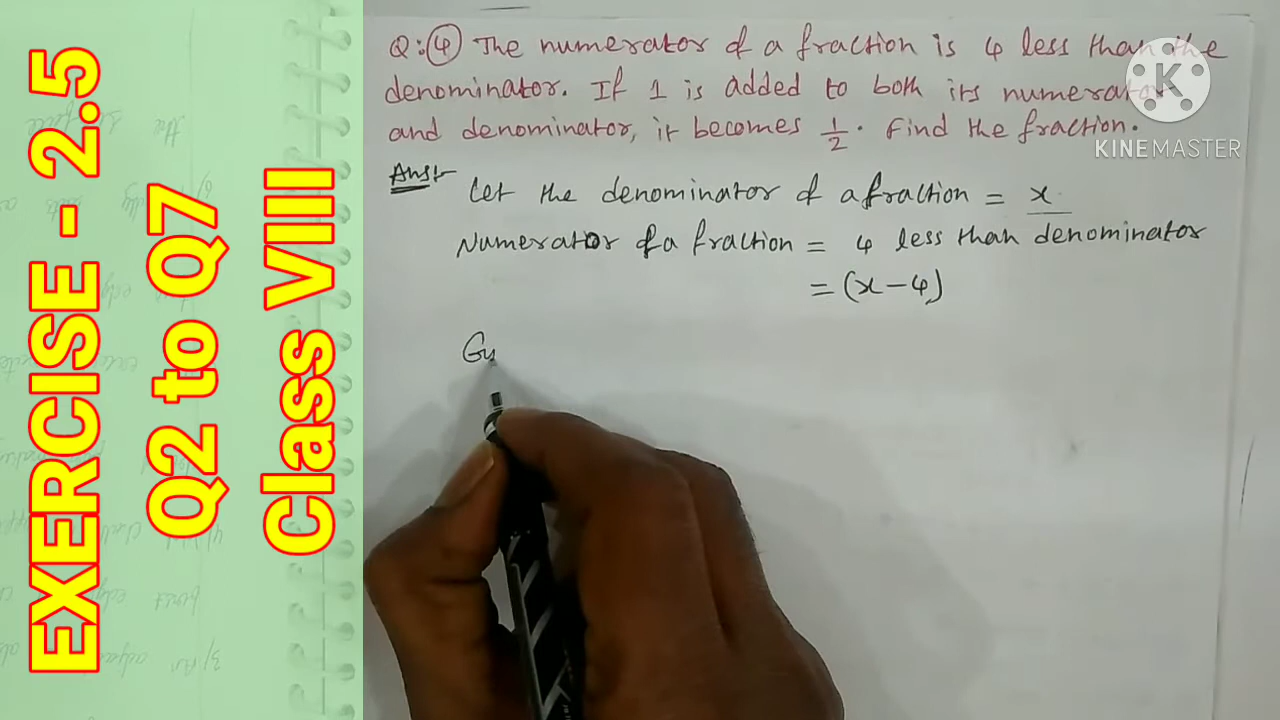 EXERCISE - 2.5
Q2 to Q7
Class VIII
Q:④ The numerator of a fraction is 4 less than the
denominator. If 1 is added to both its numerator
and denominator, it becomes 1/2. Find the fraction.
KINEMASTER
Ans:-
Let the denominator of a fraction = x.
Numerator of a fraction = 4 less than denominator
= (x-4)